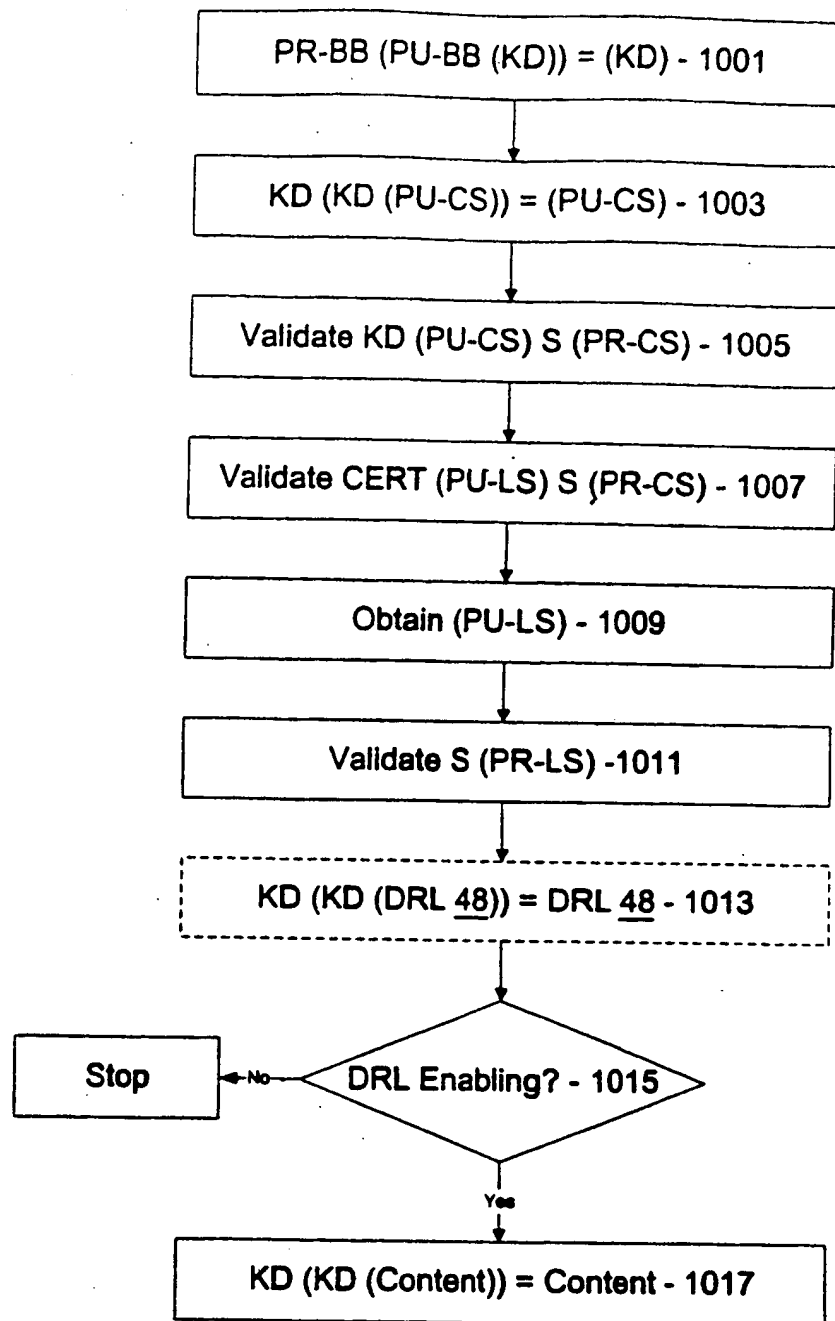 PR-BB (PU-BB (KD)) = (KD) - 1001
KD (KD (PU-CS)) = (PU-CS) - 1003
Validate KD (PU-CS) S (PR-CS) - 1005
Validate CERT (PU-LS) S (PR-CS) - 1007
Obtain (PU-LS) - 1009
Validate S (PR-LS) -1011
KD (KD (DRL 48)) = DRL 48 - 1013
DRL Enabling? - 1015
No
Stop
Yes
KD (KD (Content)) = Content - 1017